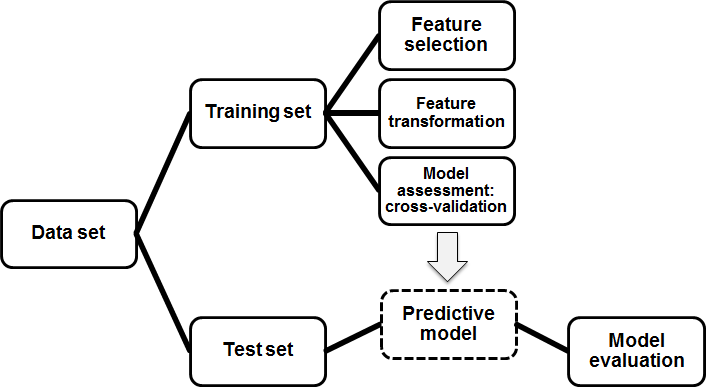 Feature
selection
Training set
Feature
transformation
Model
assessment:
cross-validation
Data set
Predictive
model
Test set
Model
evaluation